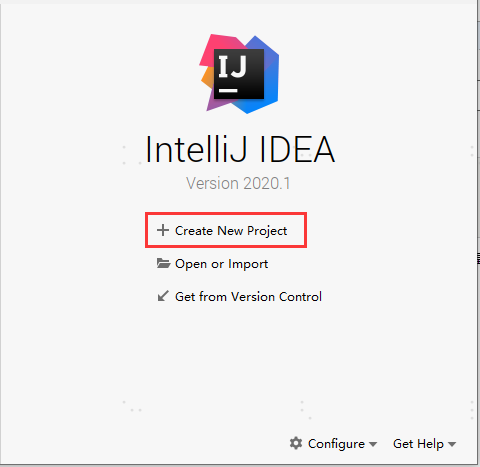 IJ
IntelliJ IDEA
Version 2020.1
Create New Project
Open or Import
Get from Version Control
Configure Get Help